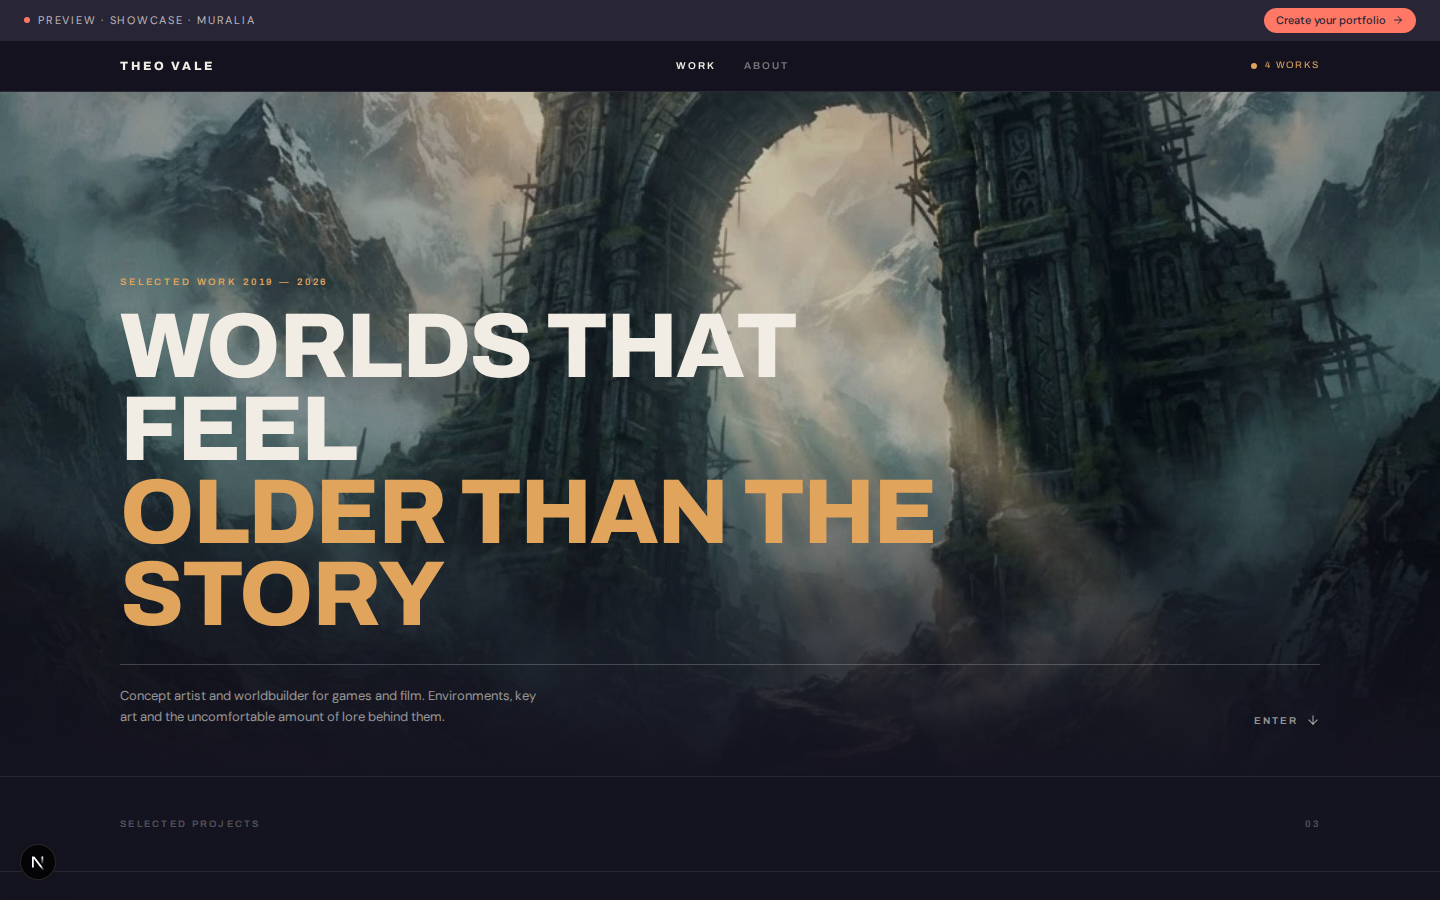 PREVIEW · SHOWCASE · MURALIA
Create your portfolio →
THEO VALE
WORK
ABOUT
4 WORKS
SELECTED WORK 2019 — 2026
WORLDS THAT
FEEL
OLDER THAN THE
STORY
Concept artist and worldbuilder for games and film. Environments, key
art and the uncomfortable amount of lore behind them.
ENTER ↓
SELECTED PROJECTS
03
N